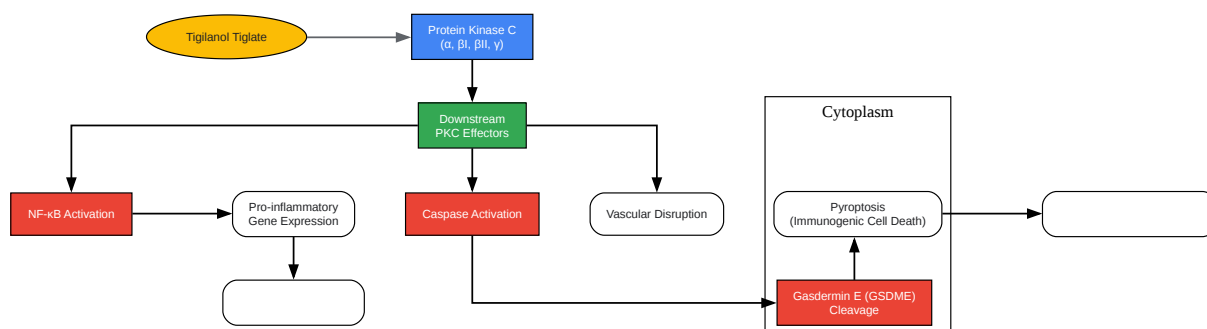 Tigilanol Tiglate
Protein Kinase C
(α, βI, βII, γ)
Downstream
PKC Effectors
Cytoplasm
NF-κB Activation
Pro-inflammatory
Gene Expression
Caspase Activation
Vascular Disruption
Pyroptosis
(Immunogenic Cell Death)
Gasdermin E (GSDME)
Cleavage